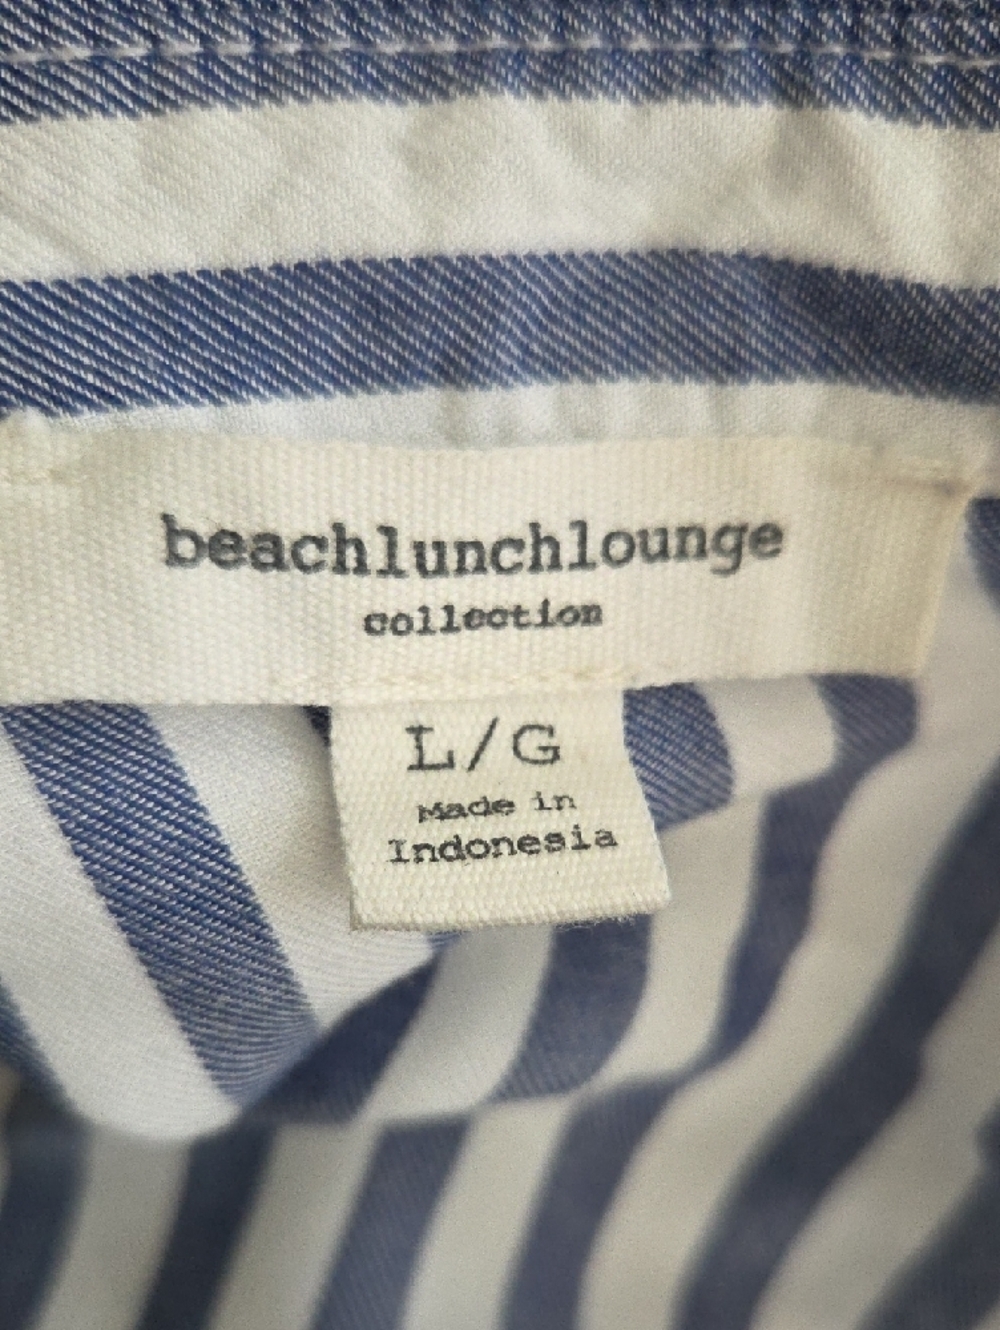 beachlunchlounge
collection
L/G
Made in
Indonesia